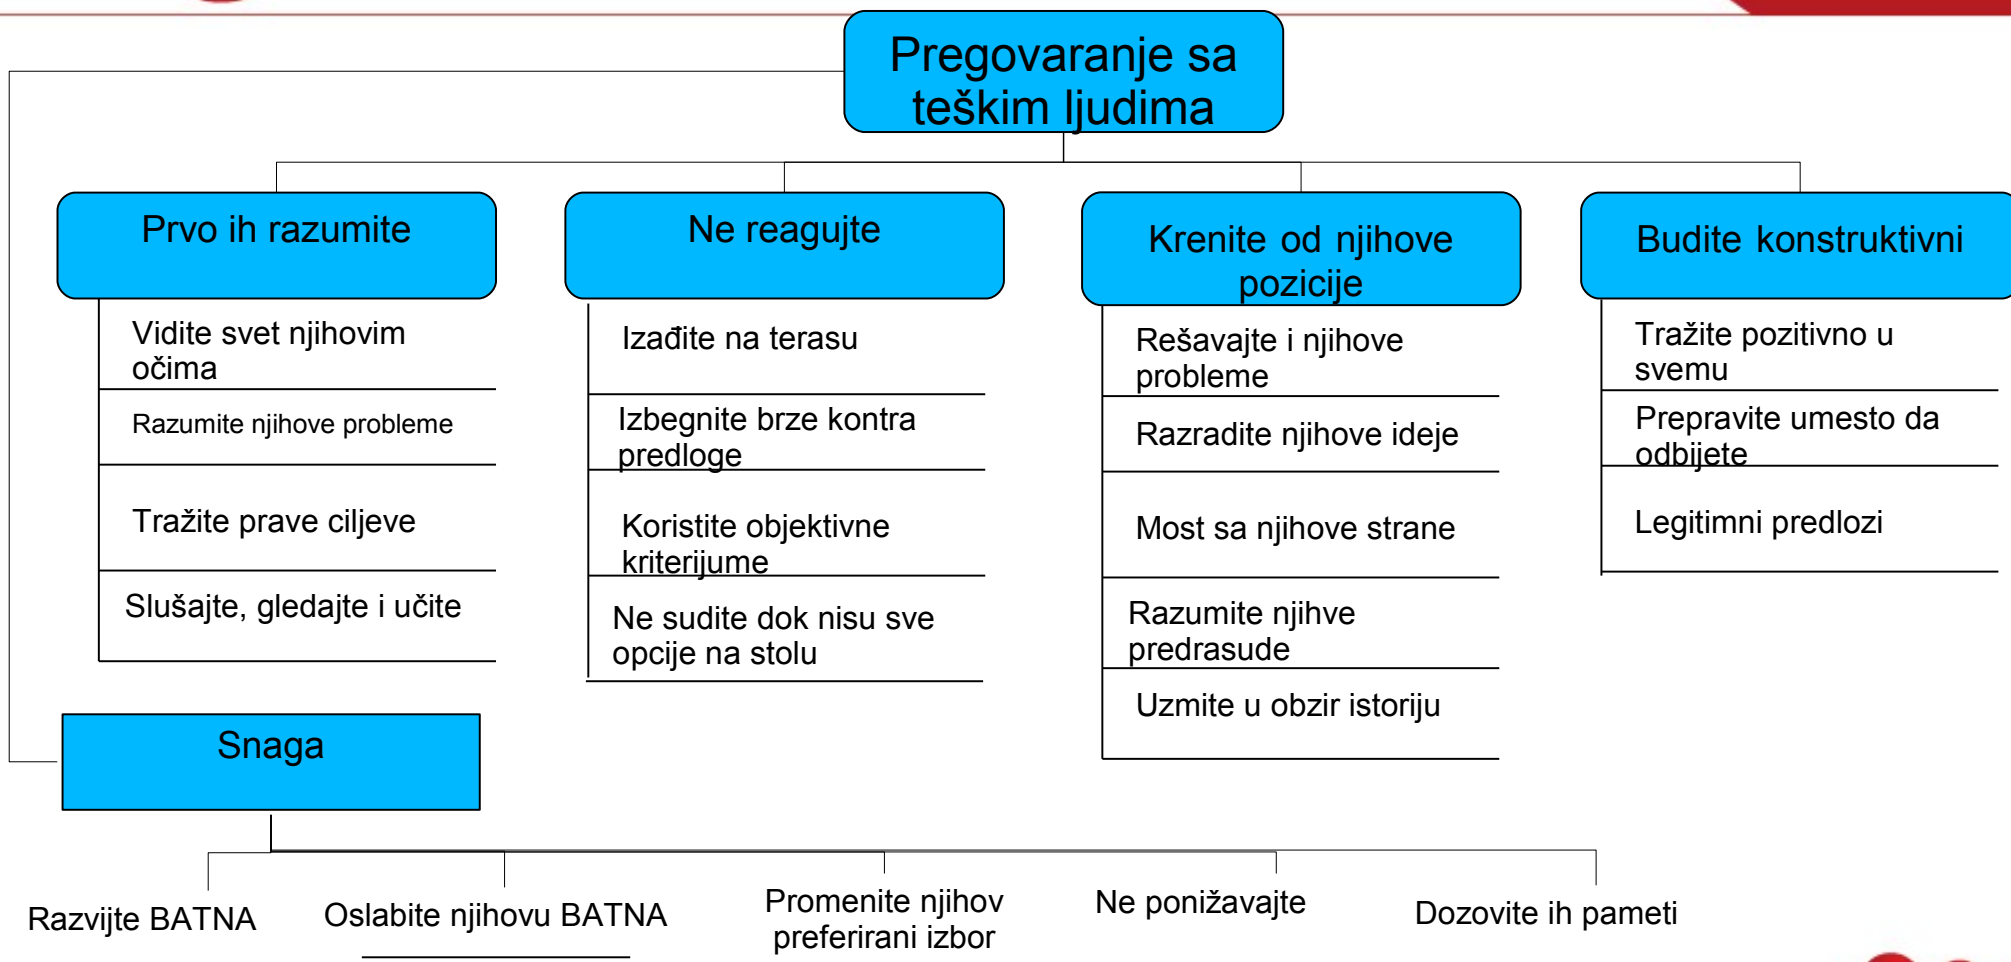 Pregovaranje sa
teškim ljudima
Prvo ih razumite
Vidite svet njihovim
očima
Razumite njihove probleme
Tražite prave ciljeve
Slušajte, gledajte i učite
Ne reagujte
Izađite na terasu
Izbegnite brze kontra
predloge
Koristite objektivne
kriterijume
Ne sudite dok nisu sve
opcije na stolu
Krenite od njihove
pozicije
Rešavajte i njihove
probleme
Razradite njihove ideje
Most sa njihove strane
Razumite njihve
predrasude
Uzmite u obzir istoriju
Budite konstruktivni
Tražite pozitivno u
svemu
Prepravite umesto da
odbijete
Legitimni predlozi
Snaga
Razvijte BATNA
Oslabite njihovu BATNA
Promenite njihov
preferirani izbor
Ne ponižavajte
Dozovite ih pameti